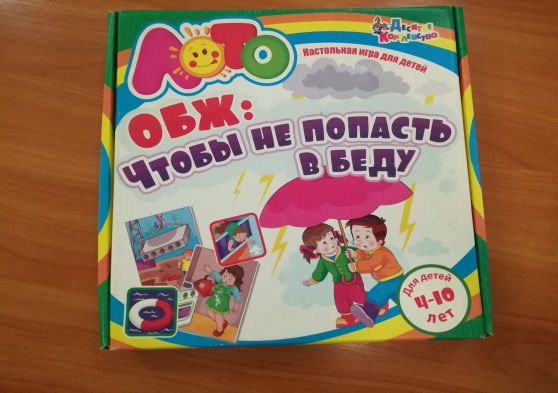 ЛОТО
Десятое
Королевство
Настольная игра для детей
ОБЖ:
Чтобы не попасть
в беду
Для детей
4-10
лет